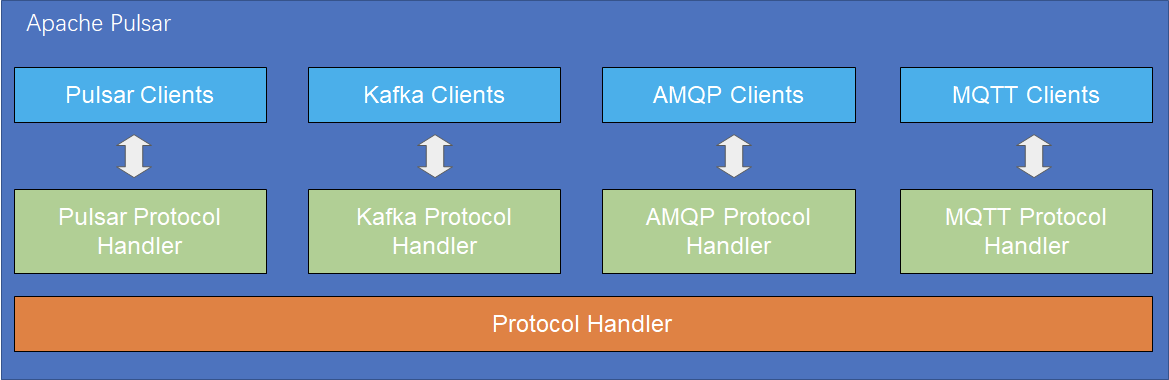 Apache Pulsar
Pulsar Clients
Kafka Clients
AMQP Clients
MQTT Clients
Pulsar Protocol
Handler
Kafka Protocol
Handler
AMQP Protocol
Handler
MQTT Protocol
Handler
Protocol Handler